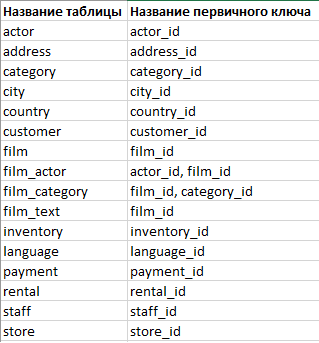 Название таблицы Название первичного ключа
actor actor_id
address address_id
category category_id
city city_id
country country_id
customer customer_id
film film_id
film_actor actor_id, film_id
film_category film_id, category_id
film_text film_id
inventory inventory_id
language language_id
payment payment_id
rental rental_id
staff staff_id
store store_id